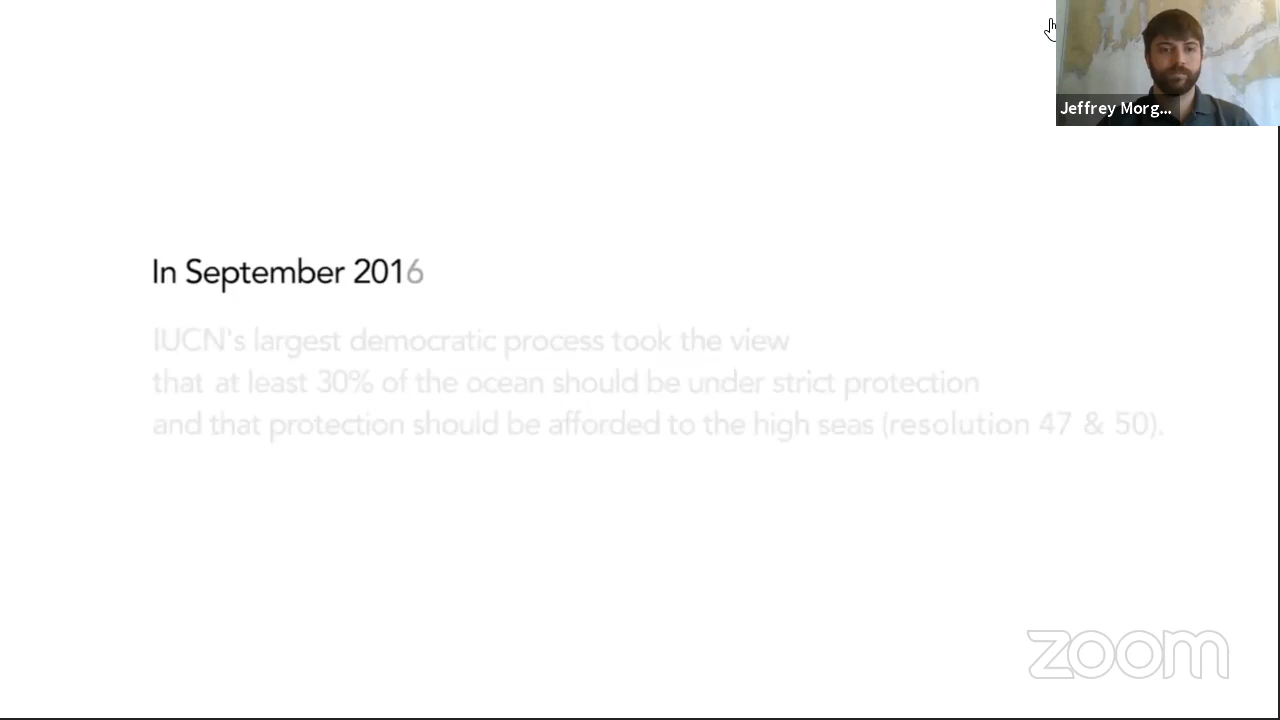 Jeffrey Morg...
In September 2016
IUCN's largest democratic process took the view
that at least 30% of the ocean should be under strict protection
and that protection should be afforded to the high seas (resolution 47 & 50).
zoom